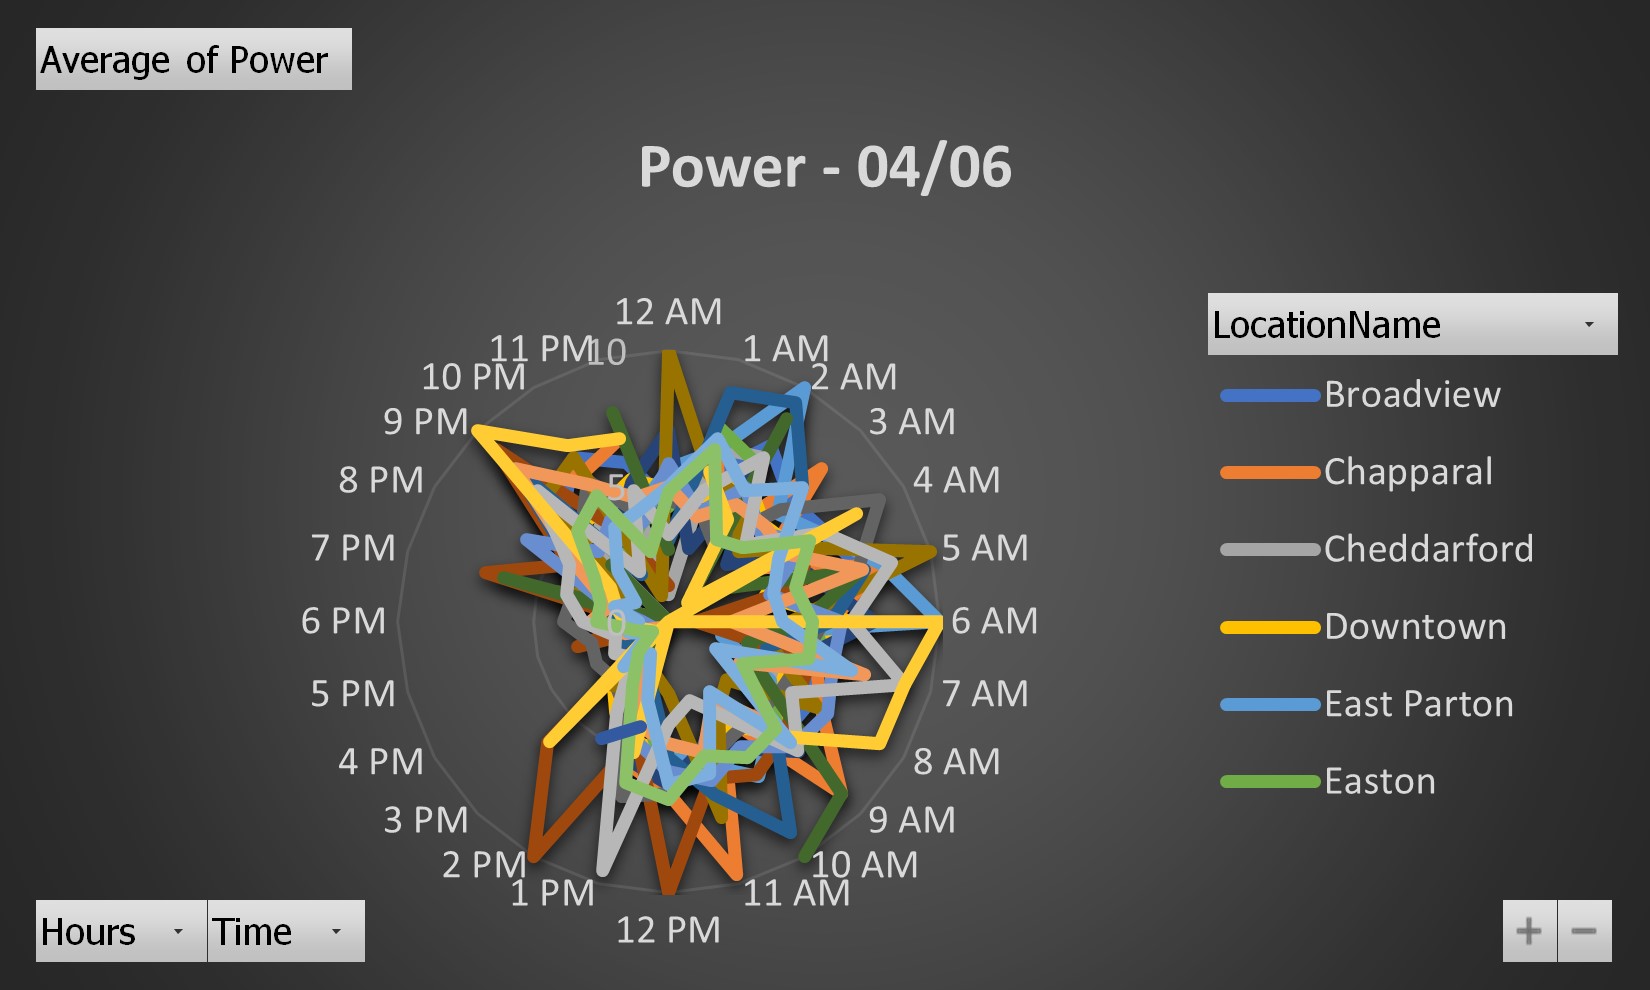 Average of Power
Power - 04/06
12 AM
1 AM
2 AM
3 AM
4 AM
5 AM
6 AM
7 AM
8 AM
9 AM
10 AM
11 AM
12 PM
1 PM
2 PM
3 PM
4 PM
5 PM
6 PM
7 PM
8 PM
9 PM
10 PM
11 PM
10
5
0
LocationName
Broadview
Chapparal
Cheddarford
Downtown
East Parton
Easton
Hours
Time
+ −